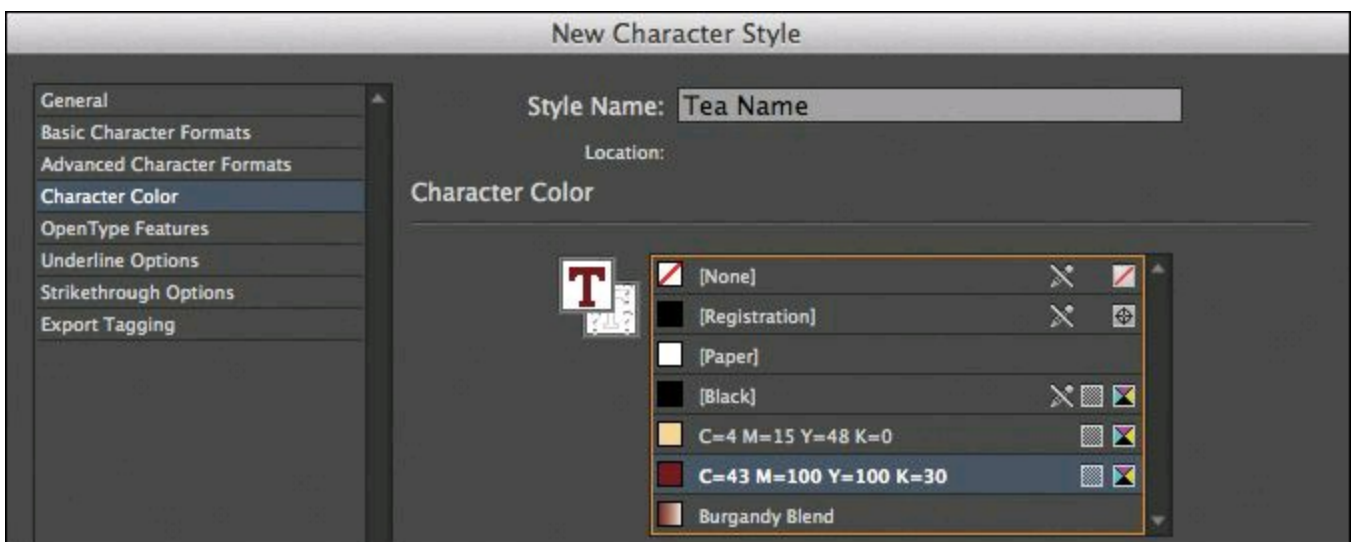 New Character Style
General
Basic Character Formats
Advanced Character Formats
Character Color
OpenType Features
Underline Options
Strikethrough Options
Export Tagging
Style Name: Tea Name
Location:
Character Color
T
[None]
[Registration]
[Paper]
[Black]
C=4 M=15 Y=48 K=0
C=43 M=100 Y=100 K=30
Burgandy Blend